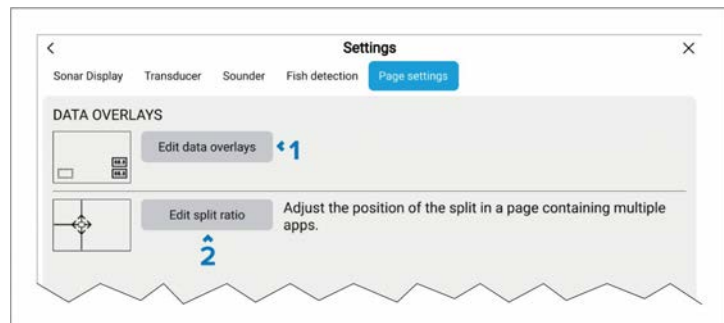 Settings
Sonar Display Transducer Sounder Fish detection Page settings
DATA OVERLAYS
Edit data overlays 1
Edit split ratio Adjust the position of the split in a page containing multiple
apps.
2